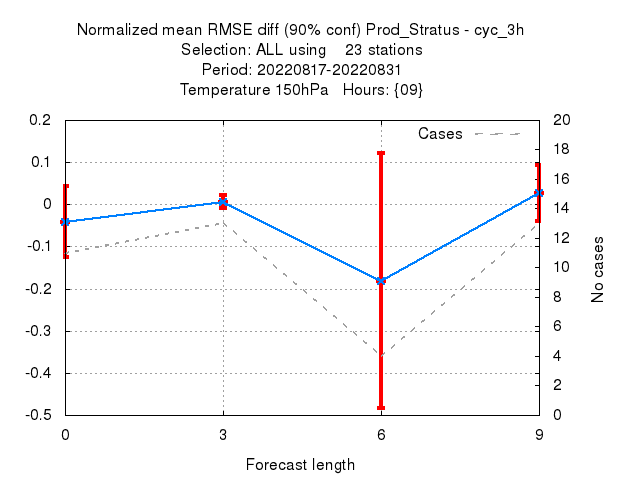 Normalized mean RMSE diff (90% conf) Prod_Stratus - cyc_3h
Selection: ALL using    23 stations
Period: 20220817-20220831
Temperature 150hPa   Hours: {09}
0.2
0.1
0
-0.1
-0.2
-0.3
-0.4
-0.5
Cases
20
18
16
14
12
10
8
6
4
2
0
No cases
0 3 6 9
Forecast length